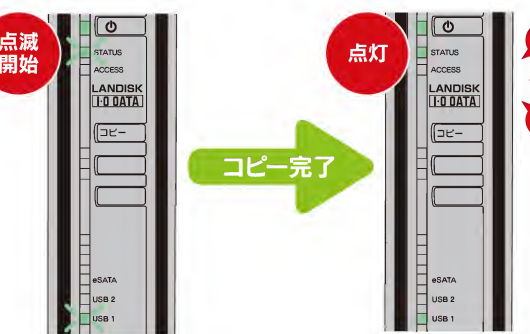 点滅
開始
STATUS
ACCESS
LANDISK
I-O DATA
コピー
eSATA
USB 2
USB 1
コピー完了
点灯
STATUS
ACCESS
LANDISK
I-O DATA
コピー
eSATA
USB 2
USB 1